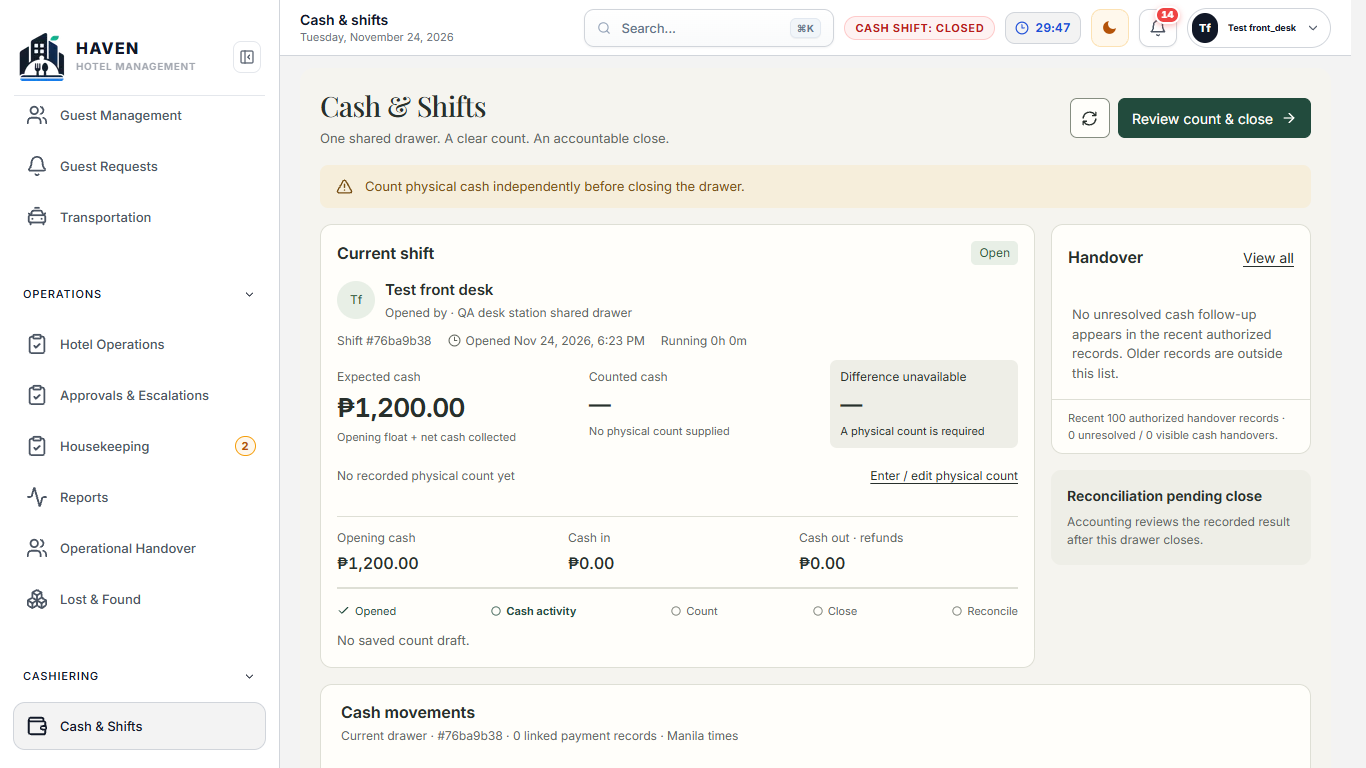 HAVEN
HOTEL MANAGEMENT
Guest Management
Guest Requests
Transportation
OPERATIONS
Hotel Operations
Approvals & Escalations
Housekeeping 2
Reports
Operational Handover
Lost & Found
CASHIERING
Cash & Shifts
Cash & shifts
Tuesday, November 24, 2026
Search... ⌘K
CASH SHIFT: CLOSED
29:47
14
Tf Test front_desk
Cash & Shifts
One shared drawer. A clear count. An accountable close.
Review count & close →
Count physical cash independently before closing the drawer.
Current shift Open
Tf Test front desk
Opened by · QA desk station shared drawer
Shift #76ba9b38 Opened Nov 24, 2026, 6:23 PM Running 0h 0m
Expected cash Counted cash Difference unavailable
₱1,200.00 — —
Opening float + net cash collected No physical count supplied A physical count is required
No recorded physical count yet Enter / edit physical count
Opening cash Cash in Cash out · refunds
₱1,200.00 ₱0.00 ₱0.00
Opened Cash activity Count Close Reconcile
No saved count draft.
Handover View all
No unresolved cash follow-up
appears in the recent authorized
records. Older records are outside
this list.
Recent 100 authorized handover records ·
0 unresolved / 0 visible cash handovers.
Reconciliation pending close
Accounting reviews the recorded result
after this drawer closes.
Cash movements
Current drawer · #76ba9b38 · 0 linked payment records · Manila times